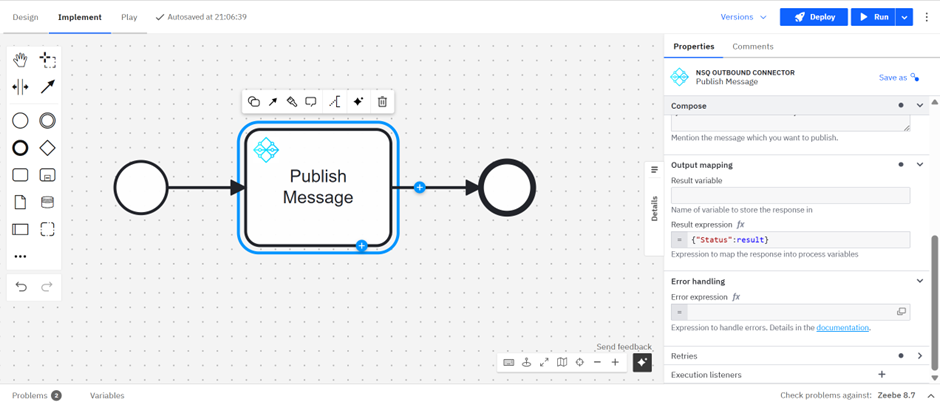 Design Implement Play Autosaved at 21:06:39 Versions Deploy Run
Properties Comments
NSQ OUTBOUND CONNECTOR
Publish Message
Save as
Compose
Mention the message which you want to publish.
Output mapping
Result variable
Name of variable to store the response in
Result expression fx
= {"Status":result}
Expression to map the response into process variables
Error handling
Error expression fx
=
Expression to handle errors. Details in the documentation.
Retries
Execution listeners
Details
Publish
Message
Send feedback
Problems 2 Variables Check problems against: Zeebe 8.7